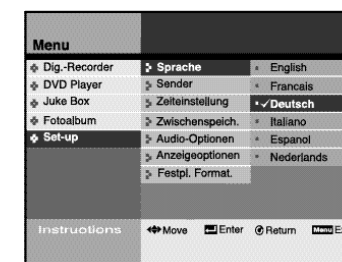 Menu
Dig.-Recorder
DVD Player
Juke Box
Fotoalbum
Set-up
Sprache
Sender
Zeiteinstellung
Zwischenspeich.
Audio-Optionen
Anzeigeoptionen
Festpl. Format.
English
Francais
Deutsch
Italiano
Espanol
Nederlands
Instructions Move Enter Return Menu